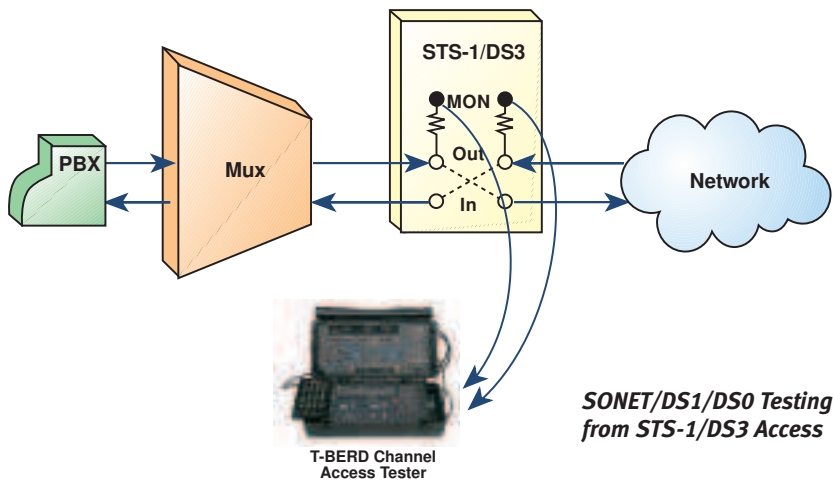 STS-1/DS3
MON
PBX
Mux
Out
In
Network
T-BERD Channel
Access Tester
SONET/DS1/DS0 Testing
from STS-1/DS3 Access